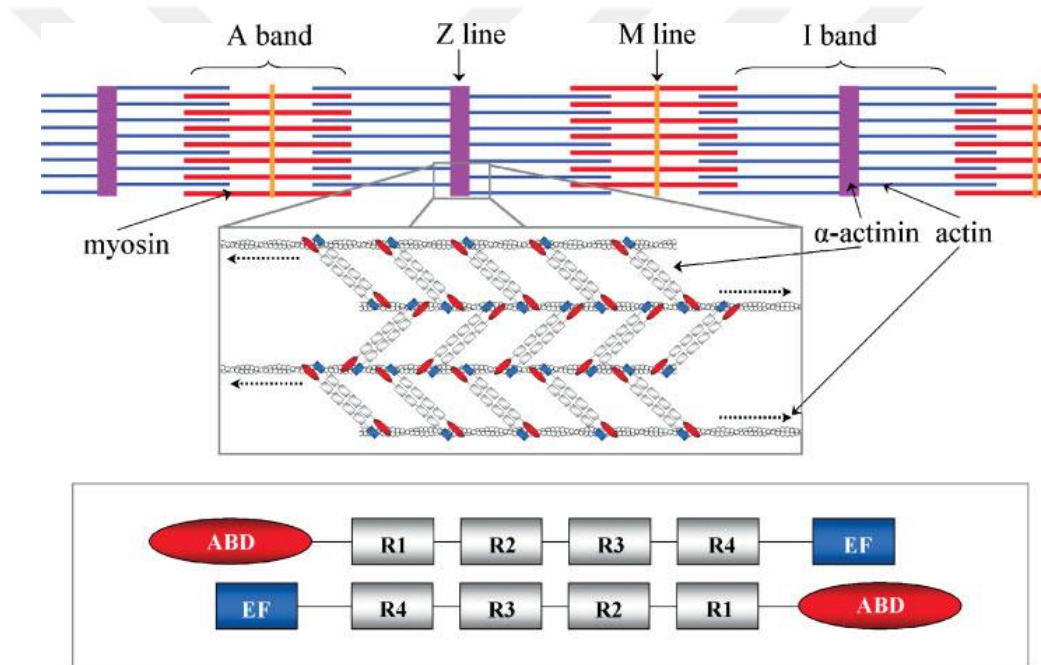 A band Z line M line I band
myosin α-actinin actin
ABD R1 R2 R3 R4 EF
EF R4 R3 R2 R1 ABD